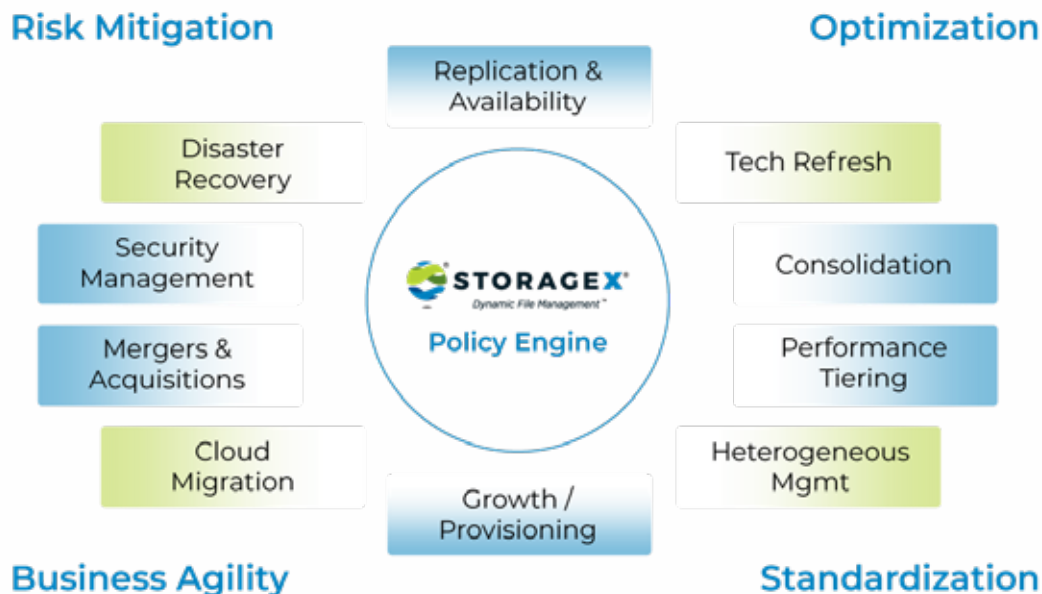 Risk Mitigation
Optimization
Replication &
Availability
Disaster
Recovery
Tech Refresh
Security
Management
Consolidation
STORAGEX®
Dynamic File Management™
Policy Engine
Mergers &
Acquisitions
Performance
Tiering
Cloud
Migration
Heterogeneous
Mgmt
Growth /
Provisioning
Business Agility
Standardization